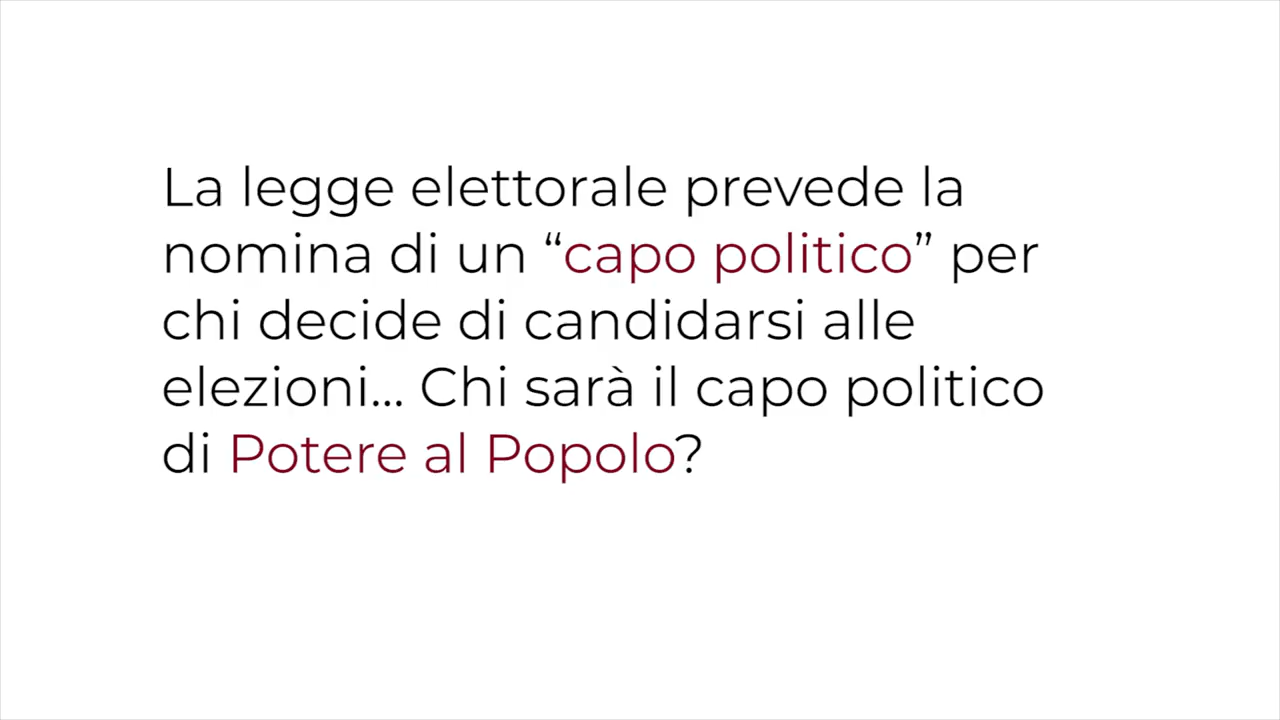 La legge elettorale prevede la
nomina di un “capo politico” per
chi decide di candidarsi alle
elezioni... Chi sarà il capo politico
di Potere al Popolo?